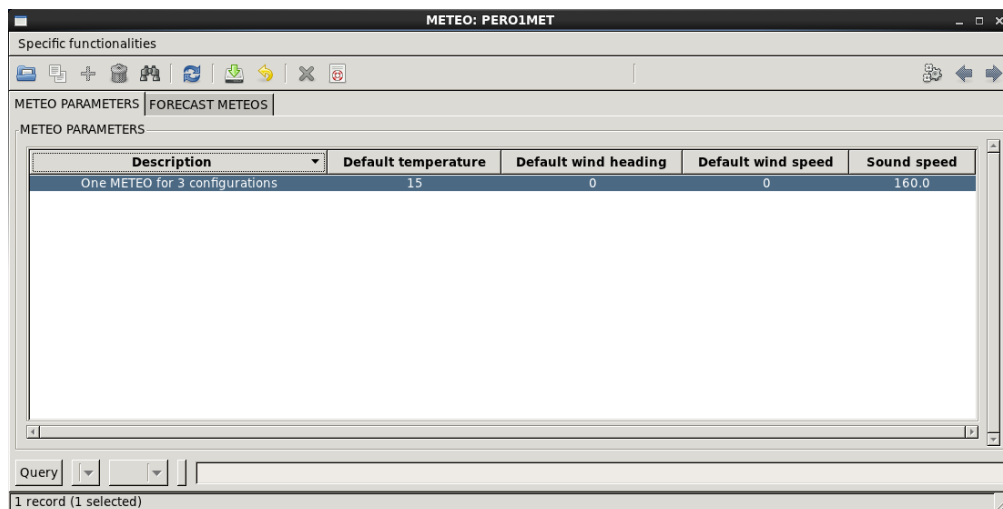 METEO: PERO1MET
Specific functionalities
METEO PARAMETERS FORECAST METEOS
METEO PARAMETERS
Description Default temperature Default wind heading Default wind speed Sound speed
One METEO for 3 configurations 15 0 0 160.0
Query
1 record (1 selected)